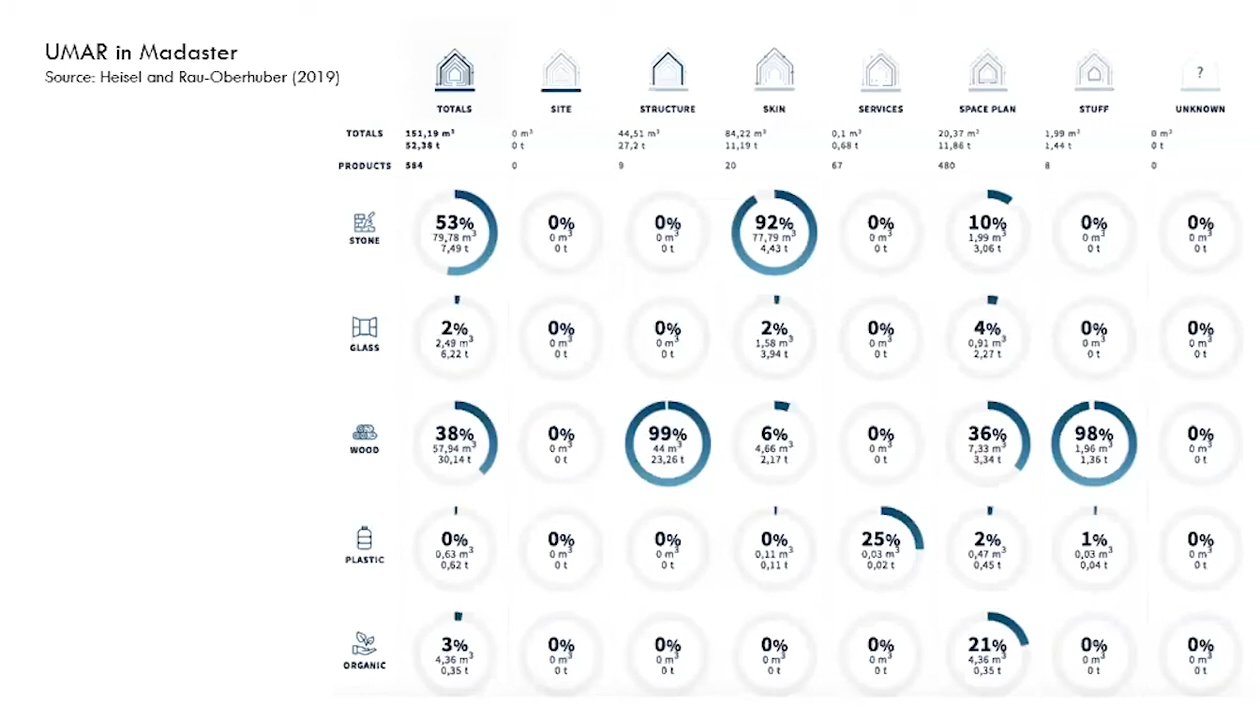 UMAR in Madaster
Source: Heisel and Rau-Oberhuber (2019)
?
TOTALS SITE STRUCTURE SKIN SERVICES SPACE PLAN STUFF UNKNOWN
TOTALS 151,19 m³ 0 m³ 44,51 m³ 84,22 m³ 0,1 m³ 20,37 m³ 1,99 m³ 0 m³
52,38 t 0 t 27,2 t 11,19 t 0,68 t 11,86 t 1,44 t 0 t
PRODUCTS 584 0 9 20 67 480 8 0
53% 0% 0% 92% 0% 10% 0% 0%
STONE 79,78 m³ 0 m³ 0 m³ 77,79 m³ 0 m³ 1,99 m³ 0 m³ 0 m³
7,49 t 0 t 0 t 4,43 t 0 t 3,06 t 0 t 0 t
2% 0% 0% 2% 0% 4% 0% 0%
GLASS 2,49 m³ 0 m³ 0 m³ 1,58 m³ 0 m³ 0,91 m³ 0 m³ 0 m³
6,22 t 0 t 0 t 3,94 t 0 t 2,27 t 0 t 0 t
38% 0% 99% 6% 0% 36% 98% 0%
WOOD 57,94 m³ 0 m³ 44 m³ 4,66 m³ 0 m³ 7,33 m³ 1,96 m³ 0 m³
30,14 t 0 t 23,26 t 2,17 t 0 t 3,34 t 1,36 t 0 t
0% 0% 0% 0% 25% 2% 1% 0%
PLASTIC 0,63 m³ 0 m³ 0 m³ 0,11 m³ 0,03 m³ 0,47 m³ 0,03 m³ 0 m³
0,62 t 0 t 0 t 0,11 t 0,02 t 0,45 t 0,04 t 0 t
3% 0% 0% 0% 0% 21% 0% 0%
ORGANIC 4,36 m³ 0 m³ 0 m³ 0 m³ 0 m³ 4,36 m³ 0 m³ 0 m³
0,35 t 0 t 0 t 0 t 0 t 0,35 t 0 t 0 t